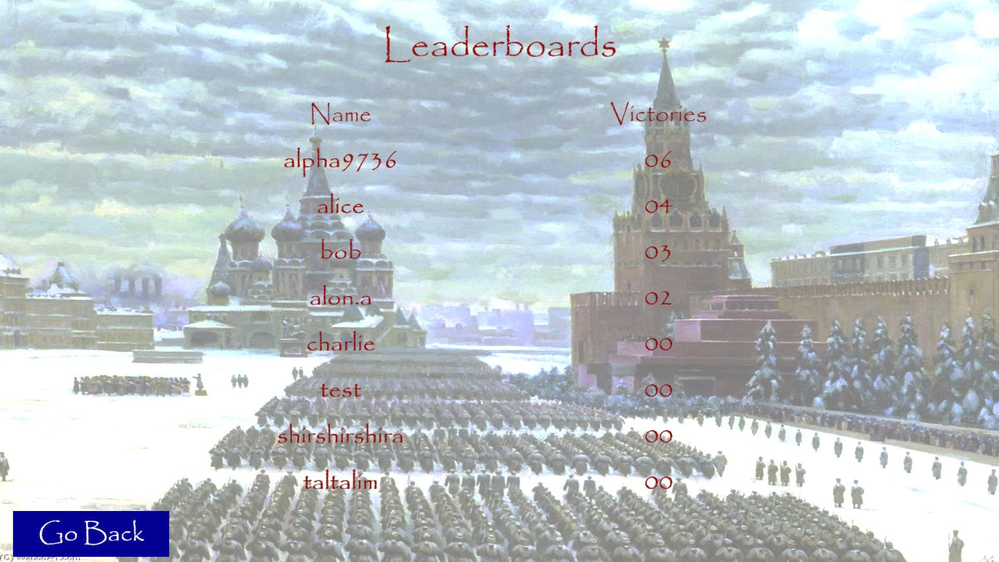 Leaderboards
Name Victories
alpha9736 06
alice 04
bob 03
alon.a 02
charlie 00
test 00
shirshirshira 00
taltalim 00
Go Back